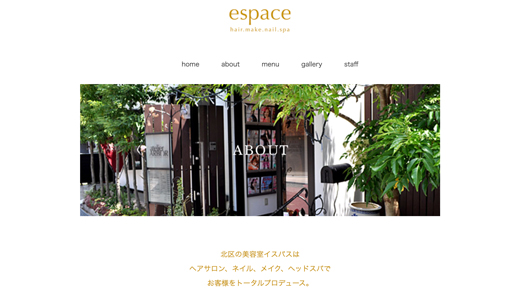 espace
hair.make.nail.spa
home about menu gallery staff
ABOUT
北区の美容室イスパスは
ヘアサロン、ネイル、メイク、ヘッドスパで
お客様をトータルプロデュース。